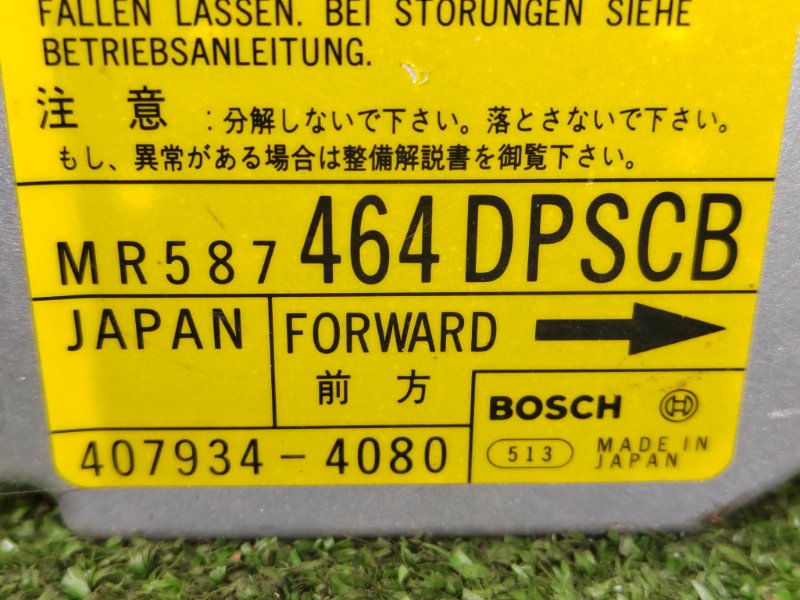 FALLEN LASSEN. BEI STÖRUNGEN SIEHE
BETRIEBSANLEITUNG.
注 意 : 分解しないで下さい。落とさないで下さい。
もし、異常がある場合は整備解説書を御覧下さい。
MR587 464 DPSCB
JAPAN
FORWARD
前 方
BOSCH
407934-4080
513
MADE IN
JAPAN